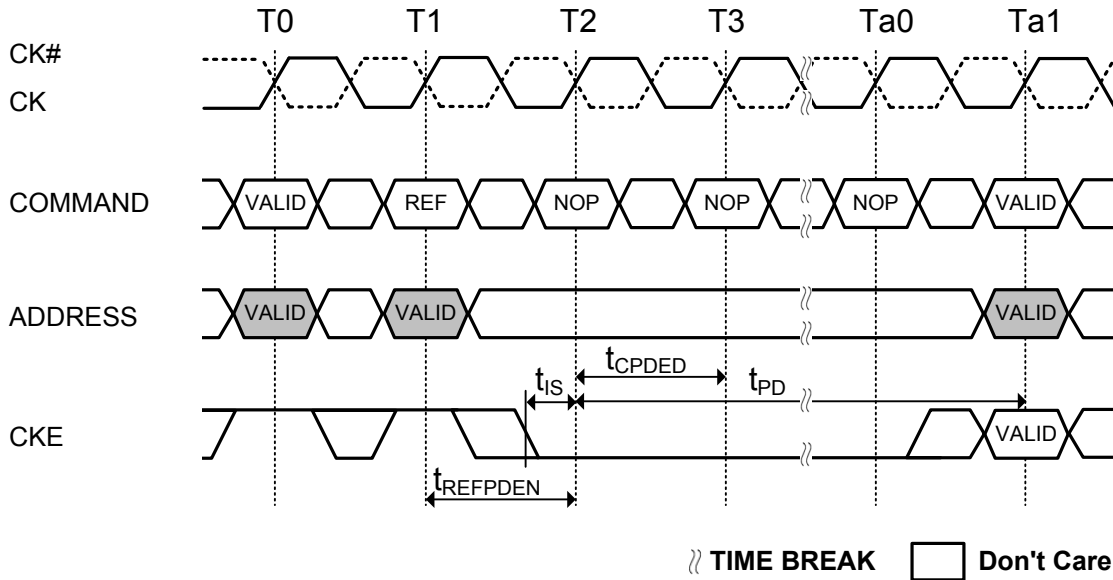 T0 T1 T2 T3 Ta0 Ta1
CK#
CK
COMMAND VALID REF NOP NOP NOP VALID
ADDRESS VALID VALID VALID
tCPDED
tIS tPD
CKE VALID
tREFPDEN
TIME BREAK Don't Care